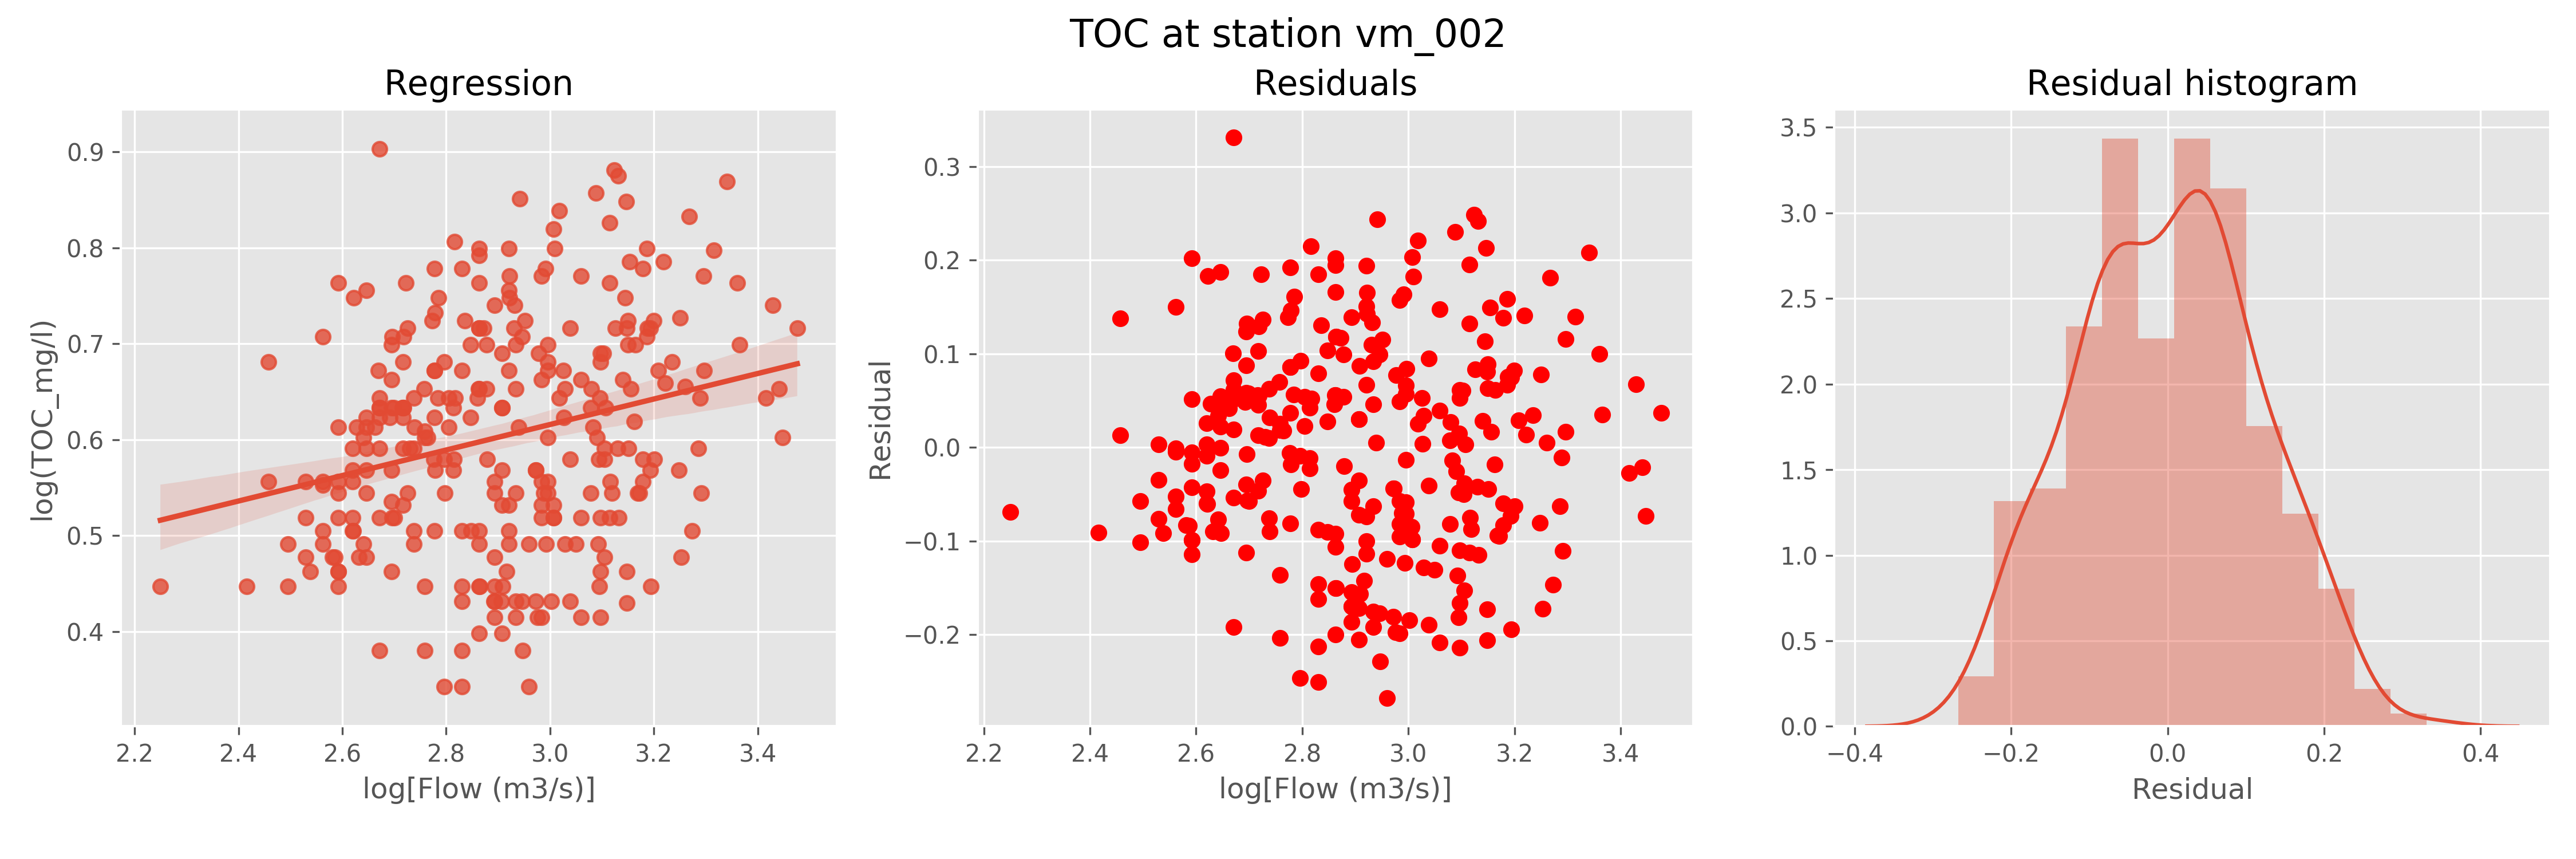 TOC at station vm_002
Regression
0.9
0.8
0.7
0.6
0.5
0.4
log(TOC_mg/l)
2.2 2.4 2.6 2.8 3.0 3.2 3.4
log[Flow (m3/s)]
Residuals
0.3
0.2
0.1
0.0
−0.1
−0.2
Residual
2.2 2.4 2.6 2.8 3.0 3.2 3.4
log[Flow (m3/s)]
Residual histogram
3.5
3.0
2.5
2.0
1.5
1.0
0.5
0.0
−0.4 −0.2 0.0 0.2 0.4
Residual